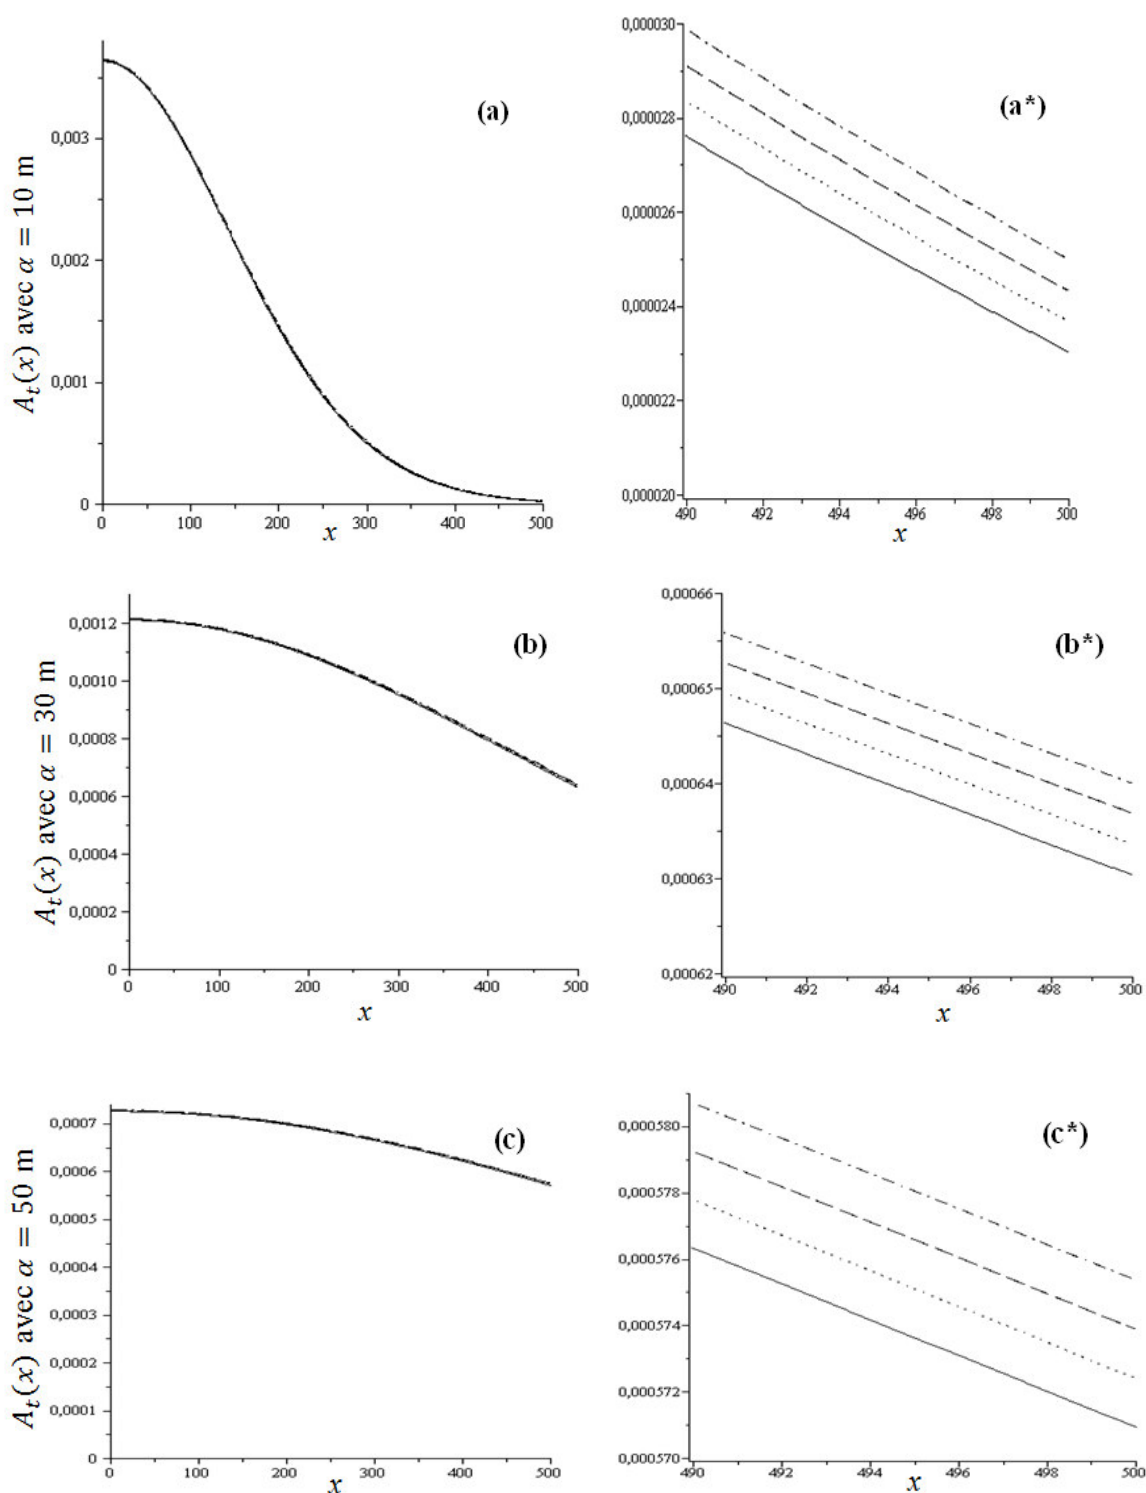 A_t(x) avec α = 10 m
(a)
0,003
0,002
0,001
0
0 100 200 300 400 500
x
(a*)
0,000030
0,000028
0,000026
0,000024
0,000022
0,000020
490 492 494 496 498 500
x
A_t(x) avec α = 30 m
(b)
0,0012
0,0010
0,0008
0,0006
0,0004
0,0002
0
0 100 200 300 400 500
x
(b*)
0,00066
0,00065
0,00064
0,00063
0,00062
490 492 494 496 498 500
x
A_t(x) avec α = 50 m
(c)
0,0007
0,0006
0,0005
0,0004
0,0003
0,0002
0,0001
0
0 100 200 300 400 500
x
(c*)
0,000580
0,000578
0,000576
0,000574
0,000572
0,000570
490 492 494 496 498 500
x